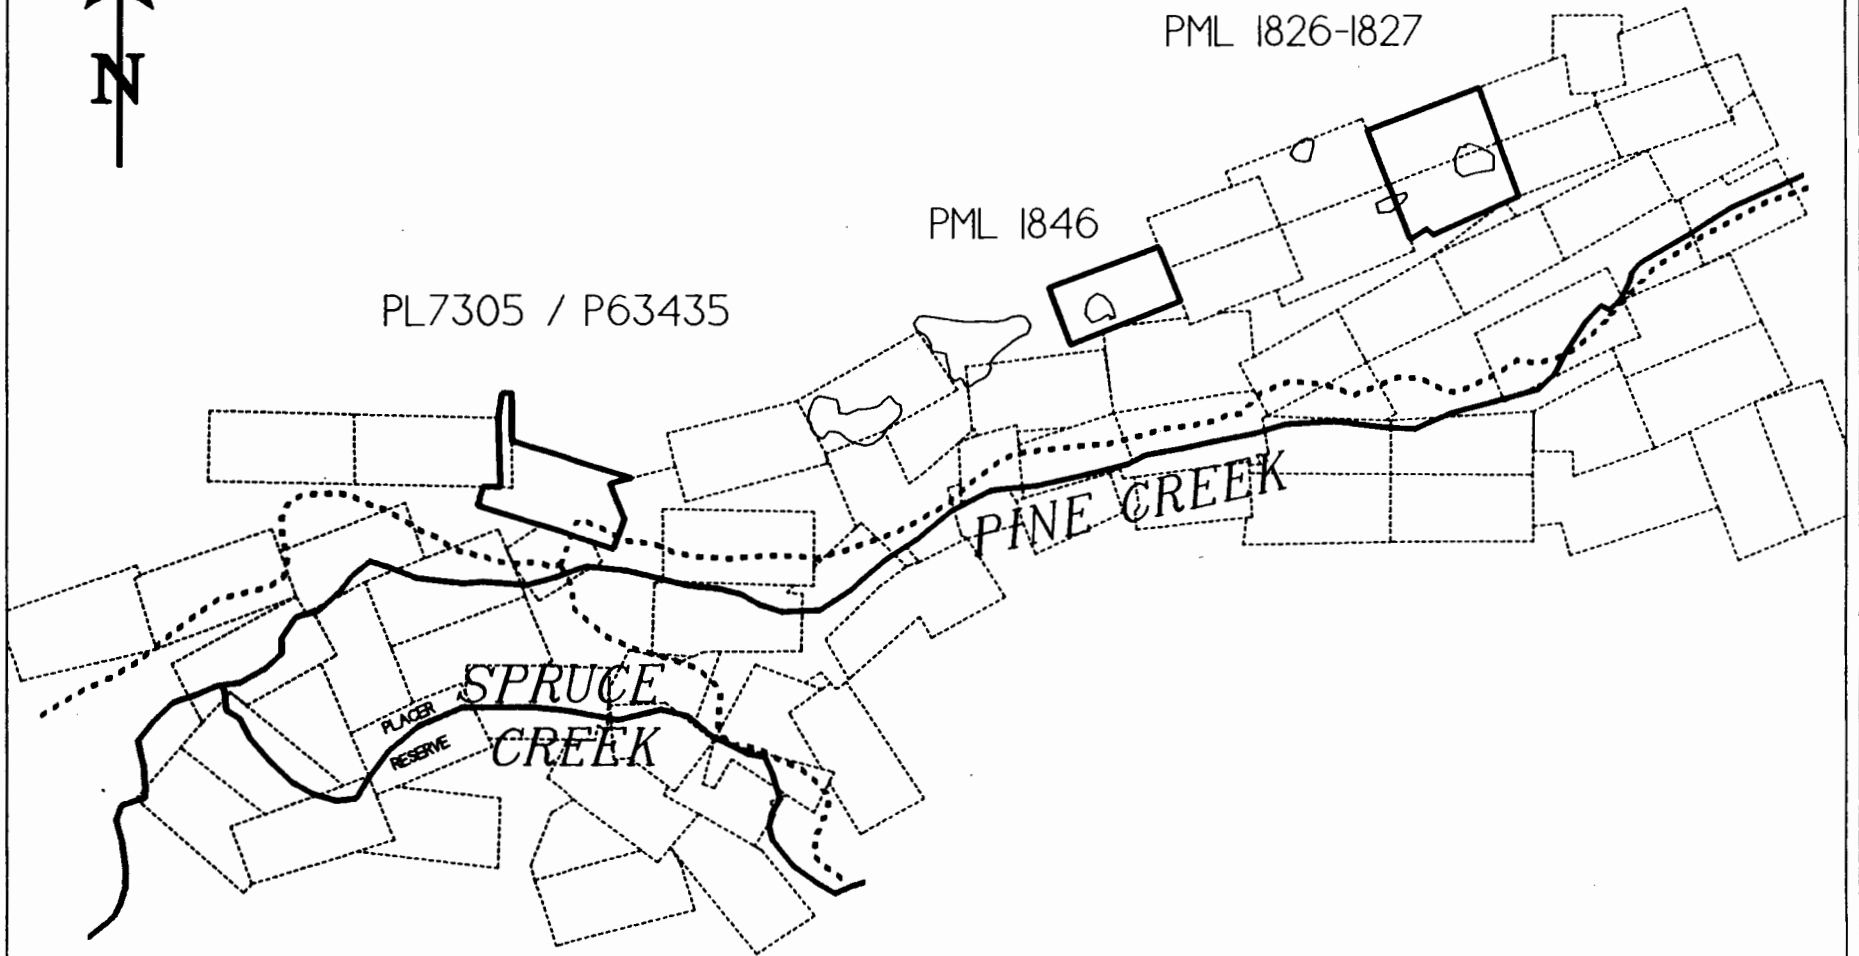 N
PML 1826-1827
PML 1846
PL7305 / P63435
PINE CREEK
SPRUCE
CREEK
PLACER
RESERVE